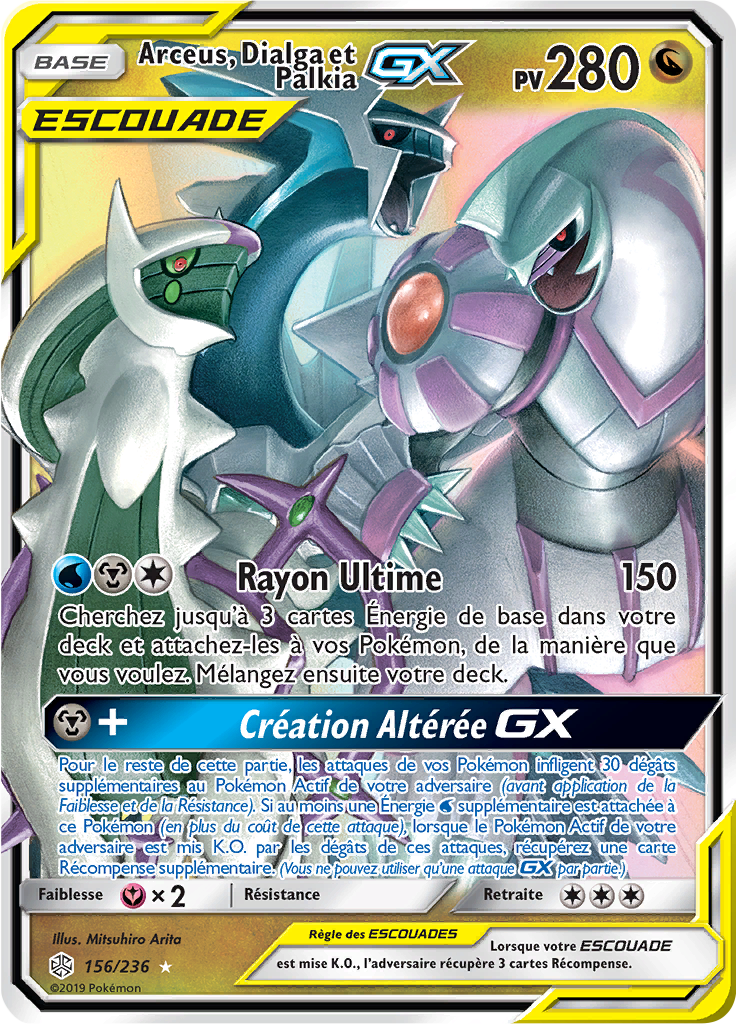 BASE
Arceus, Dialga et
Palkia GX
PV 280
ESCOUADE
Rayon Ultime 150
Cherchez jusqu'à 3 cartes Énergie de base dans votre
deck et attachez-les à vos Pokémon, de la manière que
vous voulez. Mélangez ensuite votre deck.
+ Création Altérée GX
Pour le reste de cette partie, les attaques de vos Pokémon infligent 30 dégâts
supplémentaires au Pokémon Actif de votre adversaire (avant application de la
Faiblesse et de la Résistance). Si au moins une Énergie supplémentaire est attachée à
ce Pokémon (en plus du coût de cette attaque), lorsque le Pokémon Actif de votre
adversaire est mis K.O. par les dégâts de ces attaques, récupérez une carte
Récompense supplémentaire. (Vous ne pouvez utiliser qu'une attaque GX par partie.)
Faiblesse ×2 Résistance Retraite
Illus. Mitsuhiro Arita
156/236
©2019 Pokémon
Règle des ESCOUADES
Lorsque votre ESCOUADE
est mise K.O., l'adversaire récupère 3 cartes Récompense.